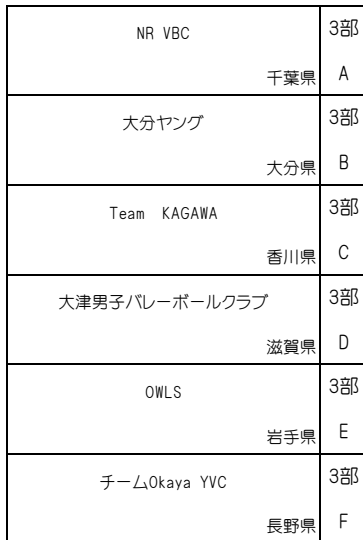 NR VBC 3部
千葉県 A
大分ヤング 3部
大分県 B
Team KAGAWA 3部
香川県 C
大津男子バレーボールクラブ 3部
滋賀県 D
OWLS 3部
岩手県 E
チームOkaya YVC 3部
長野県 F